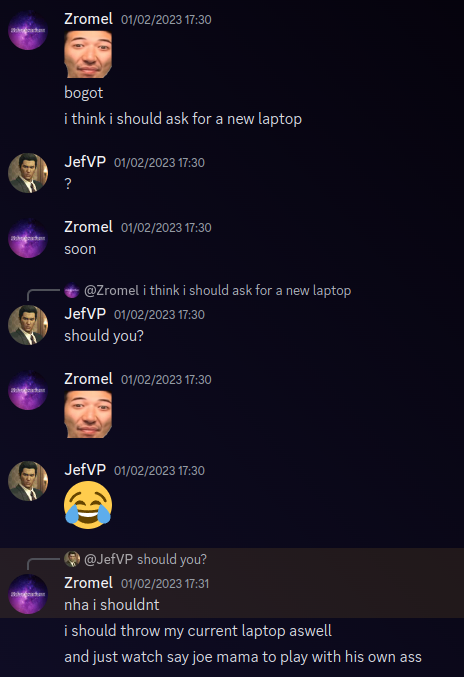 Zromel 01/02/2023 17:30
bogot
i think i should ask for a new laptop
JefVP 01/02/2023 17:30
?
Zromel 01/02/2023 17:30
soon
@Zromel i think i should ask for a new laptop
JefVP 01/02/2023 17:30
should you?
Zromel 01/02/2023 17:30
JefVP 01/02/2023 17:30
@JefVP should you?
Zromel 01/02/2023 17:31
nha i shouldnt
i should throw my current laptop aswell
and just watch say joe mama to play with his own ass